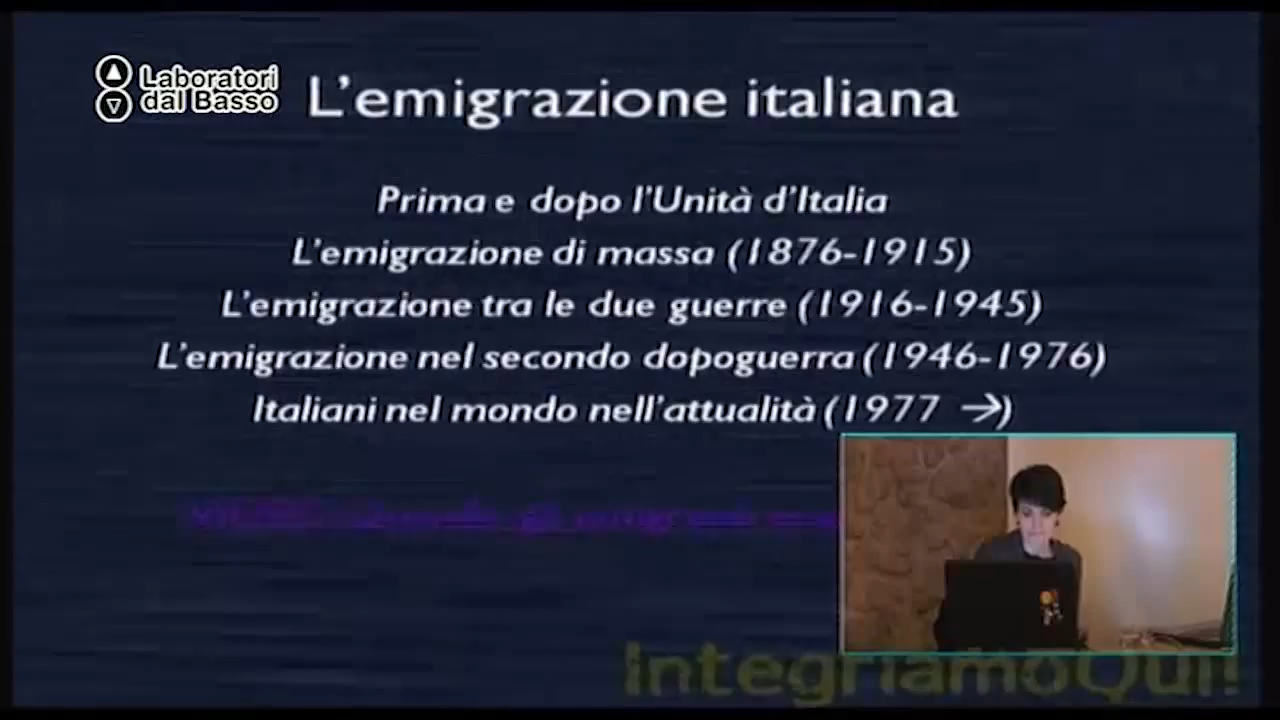 Laboratori
dal Basso
L'emigrazione italiana
Prima e dopo l'Unità d'Italia
L'emigrazione di massa (1876-1915)
L'emigrazione tra le due guerre (1916-1945)
L'emigrazione nel secondo dopoguerra (1946-1976)
Italiani nel mondo nell'attualità (1977 →)
IntegriamoQui!